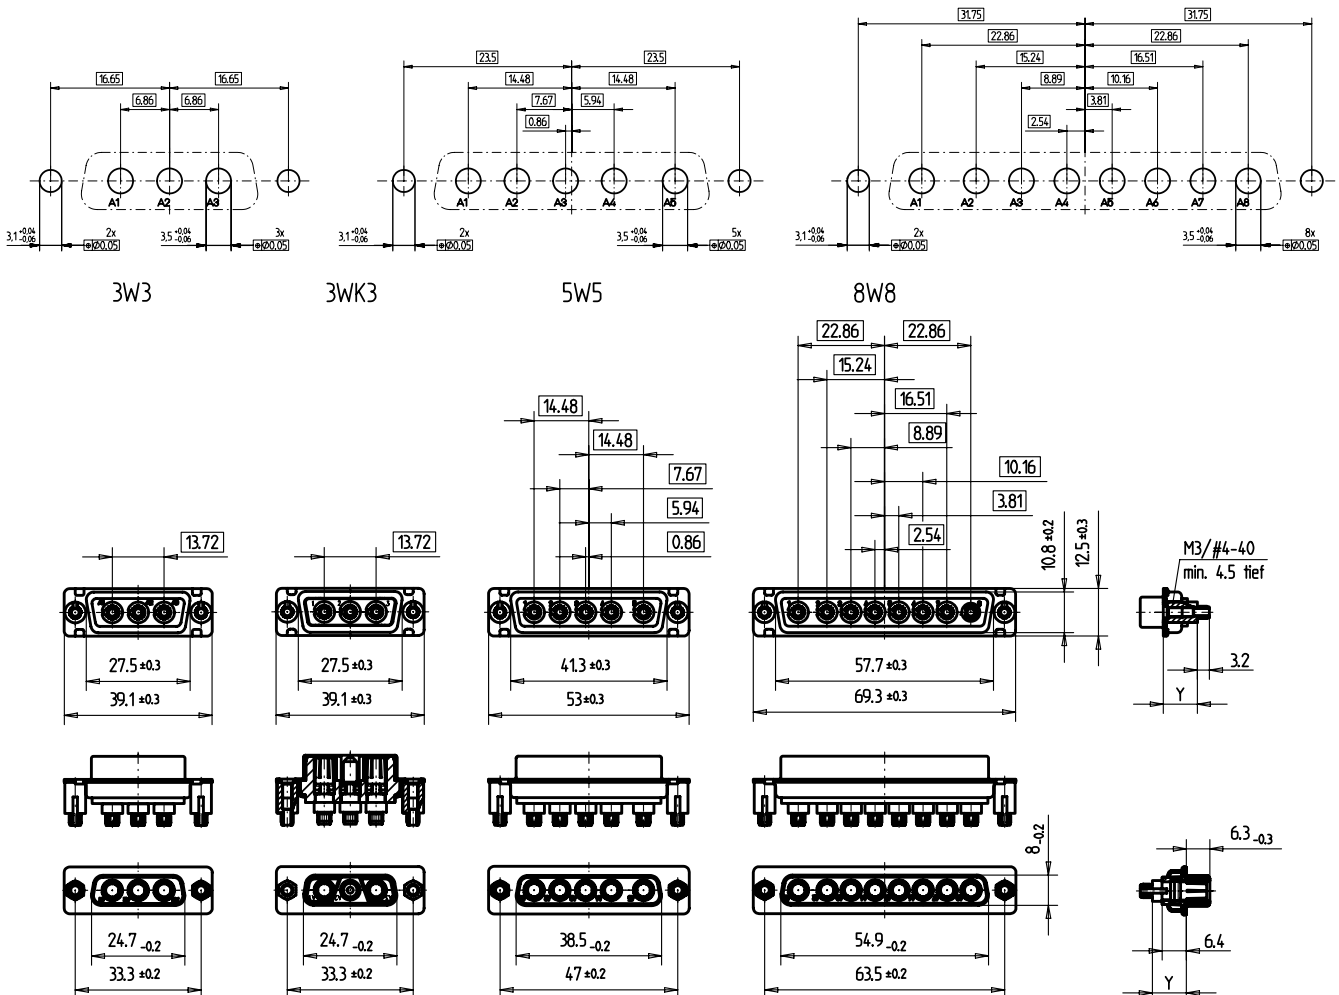 31.75 31.75
22.86 22.86
23.5 23.5 15.24 16.51
16.65 16.65 14.48 14.48 8.89 10.16
6.86 6.86 7.67 5.94 3.81
0.86 2.54
A1 A2 A3 A1 A2 A3 A4 A5 A1 A2 A3 A4 A5 A6 A7 A8
3,1 +0.04 -0.06 2x ⌖Ø0.05 3,5 +0.04 -0.06 3x ⌖Ø0.05
3,1 +0.04 -0.06 2x ⌖Ø0.05 3,5 +0.04 -0.06 5x ⌖Ø0.05
3,1 +0.04 -0.06 2x ⌖Ø0.05 3,5 +0.04 -0.06 8x ⌖Ø0.05
3W3 3WK3 5W5 8W8
22.86 22.86
15.24
14.48 16.51
14.48 8.89
7.67 10.16
5.94 3.81
13.72 13.72 0.86 2.54
10.8 ±0.2
12.5 ±0.3
M3/#4-40
min. 4.5 tief
27.5 ±0.3 27.5 ±0.3 41.3 ±0.3 57.7 ±0.3 3.2
39.1 ±0.3 39.1 ±0.3 53 ±0.3 69.3 ±0.3 Y
8 -0.2 6.3 -0.3
24.7 -0.2 24.7 -0.2 38.5 -0.2 54.9 -0.2 6.4
33.3 ±0.2 33.3 ±0.2 47 ±0.2 63.5 ±0.2 Y